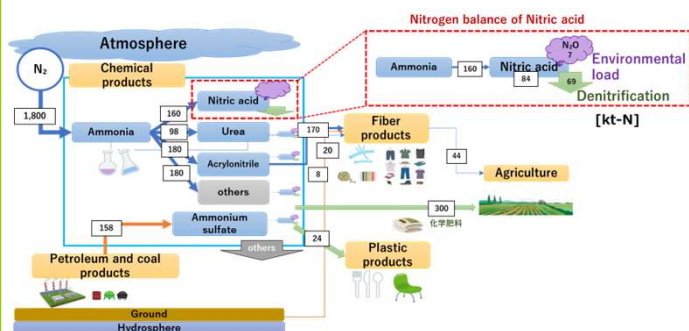 Nitrogen balance of Nitric acid
Atmosphere
N₂
Chemical
products
1,800
Ammonia
160
98
180
180
Nitric acid
Urea
Acrylonitrile
others
Ammonium
sulfate
158
others
Petroleum and coal
products
Ground
Hydrosphere
170
20
8
24
Fiber
products
44
Agriculture
300
化学肥料
Plastic
products
Ammonia
160
Nitric acid
84
N₂O
7
69
Environmental
load
Denitrification
[kt-N]